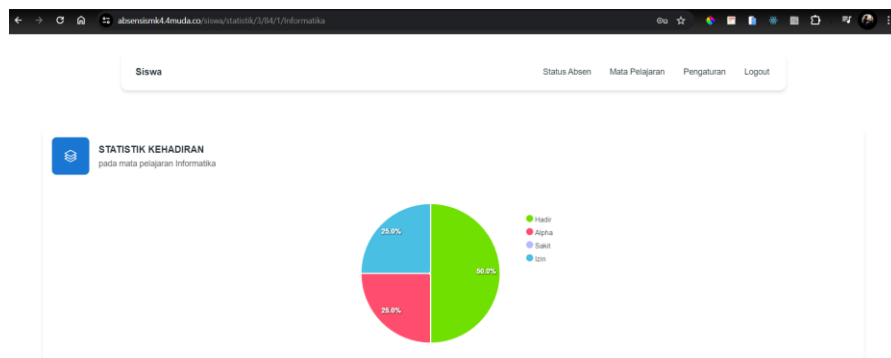 absensismk4.4muda.co/siswa/statistik/3/84/1/Informatika
Siswa
Status Absen Mata Pelajaran Pengaturan Logout
STATISTIK KEHADIRAN
pada mata pelajaran Informatika
25.0%
50.0%
25.0%
Hadir
Alpha
Sakit
Izin